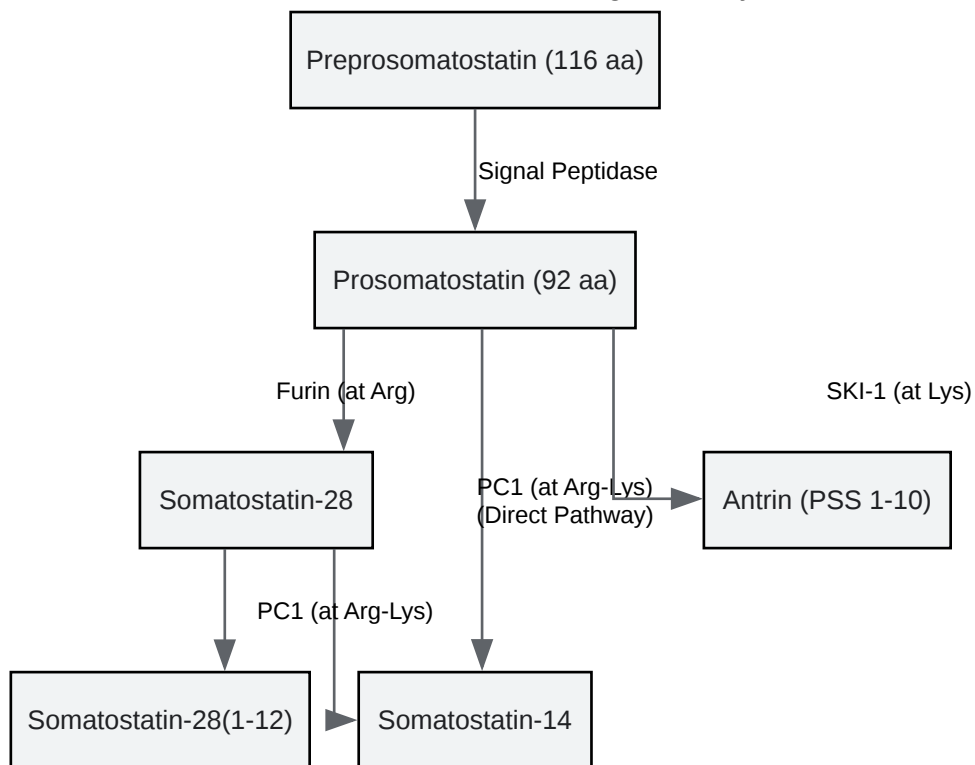 Preprosomatostatin (116 aa)
Signal Peptidase
Prosomatostatin (92 aa)
Furin (at Arg)
SKI-1 (at Lys)
Somatostatin-28
PC1 (at Arg-Lys)
(Direct Pathway)
Antrin (PSS 1-10)
PC1 (at Arg-Lys)
Somatostatin-28(1-12)
Somatostatin-14